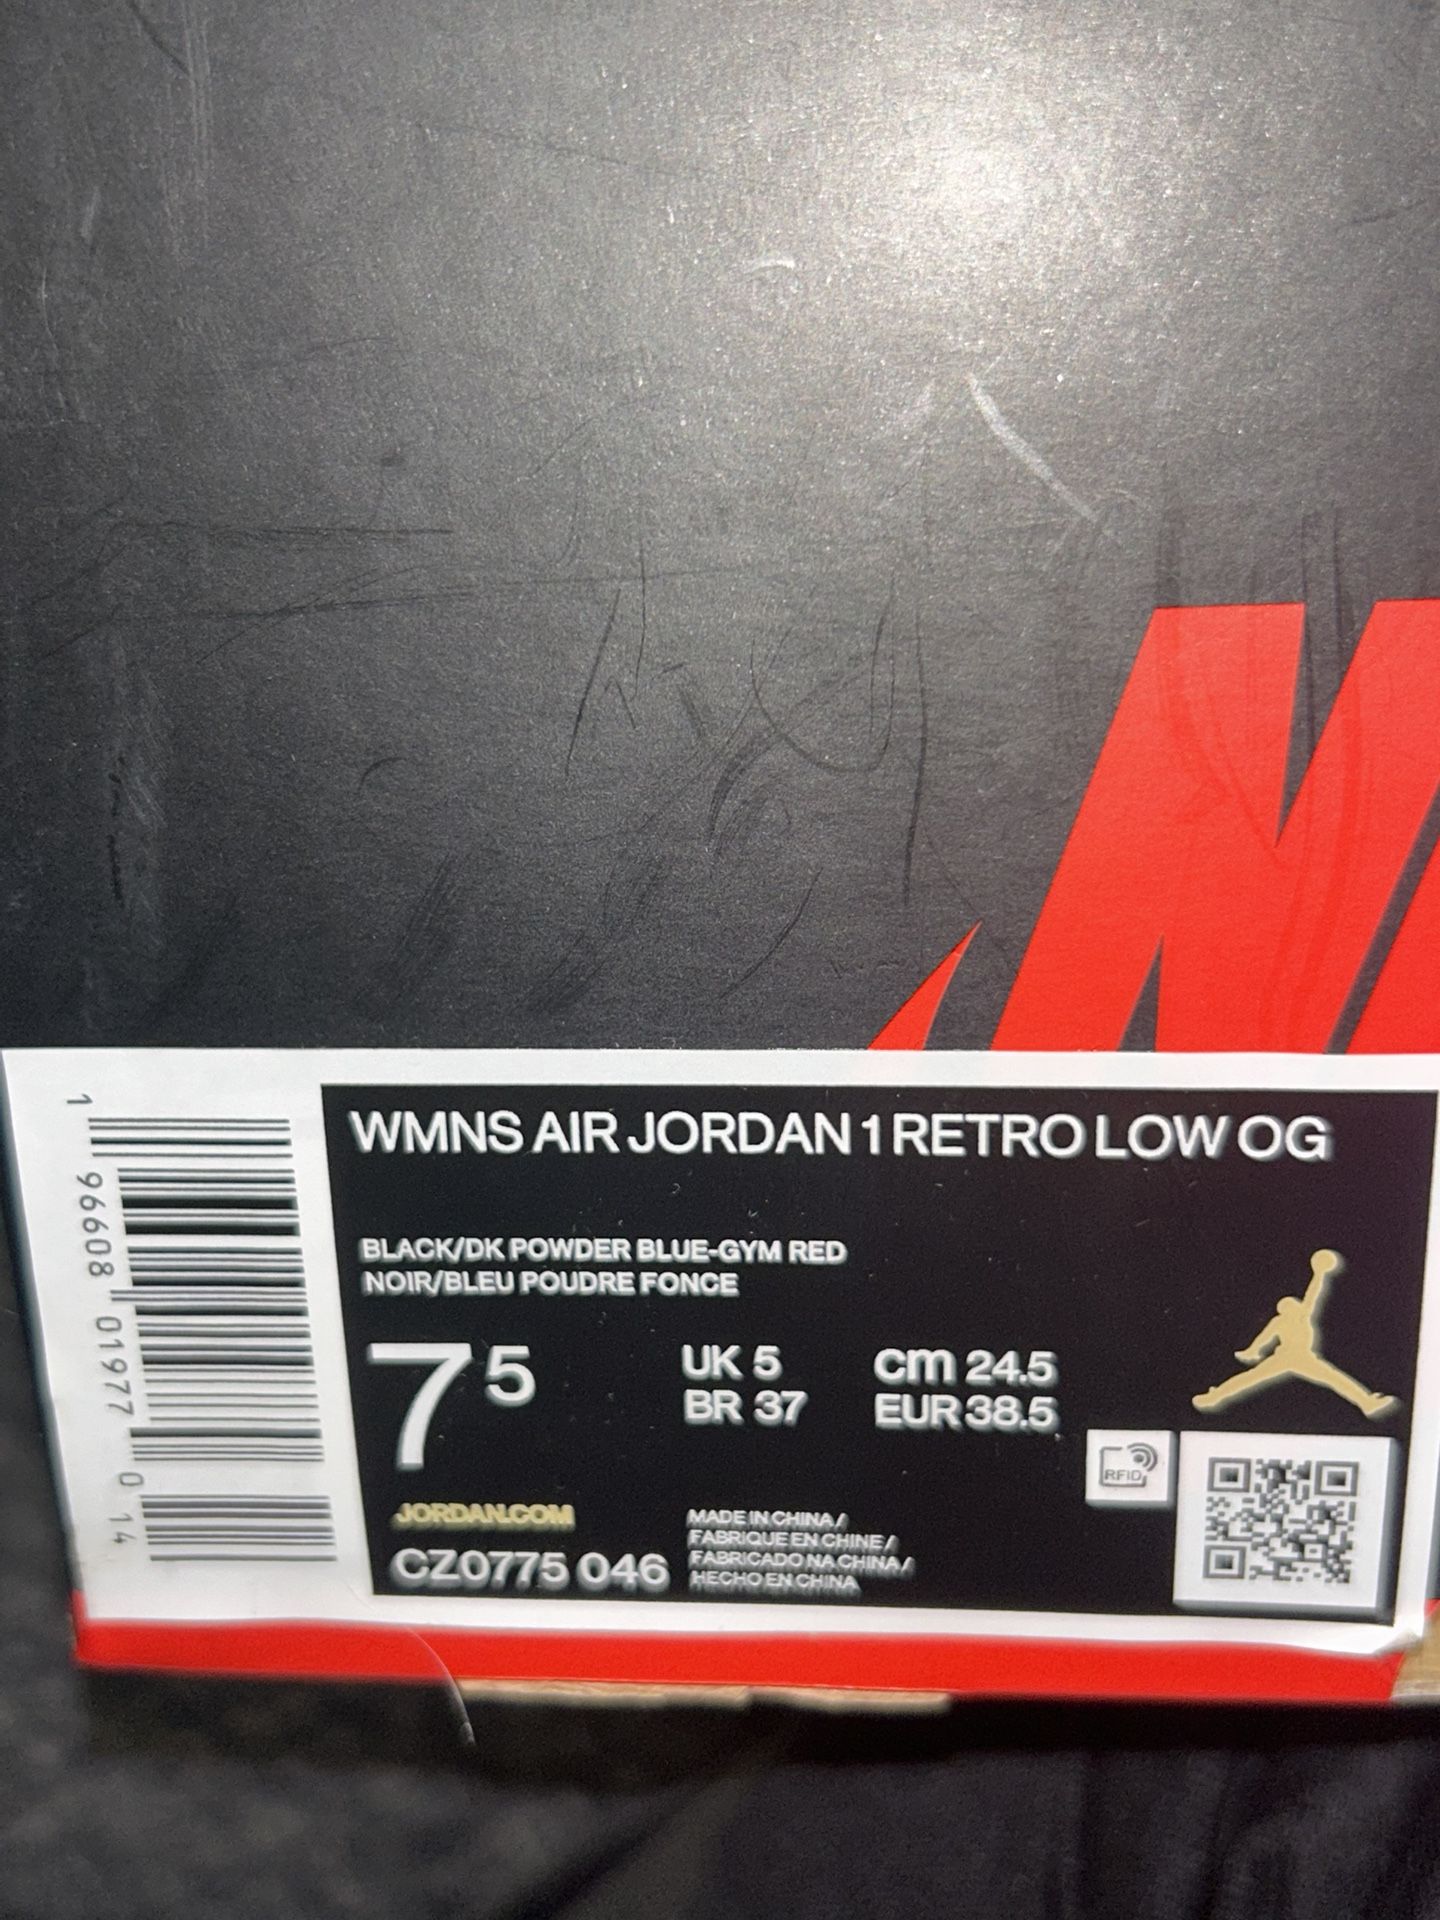 WMNS AIR JORDAN 1 RETRO LOW OG
BLACK/DK POWDER BLUE-GYM RED
NOIR/BLEU POUDRE FONCE
7 5
UK 5
BR 37
cm 24.5
EUR 38.5
RFID
JORDAN.COM
CZ0775 046
MADE IN CHINA /
FABRIQUE EN CHINE /
FABRICADO NA CHINA /
HECHO EN CHINA
1 96608 01977 0 14